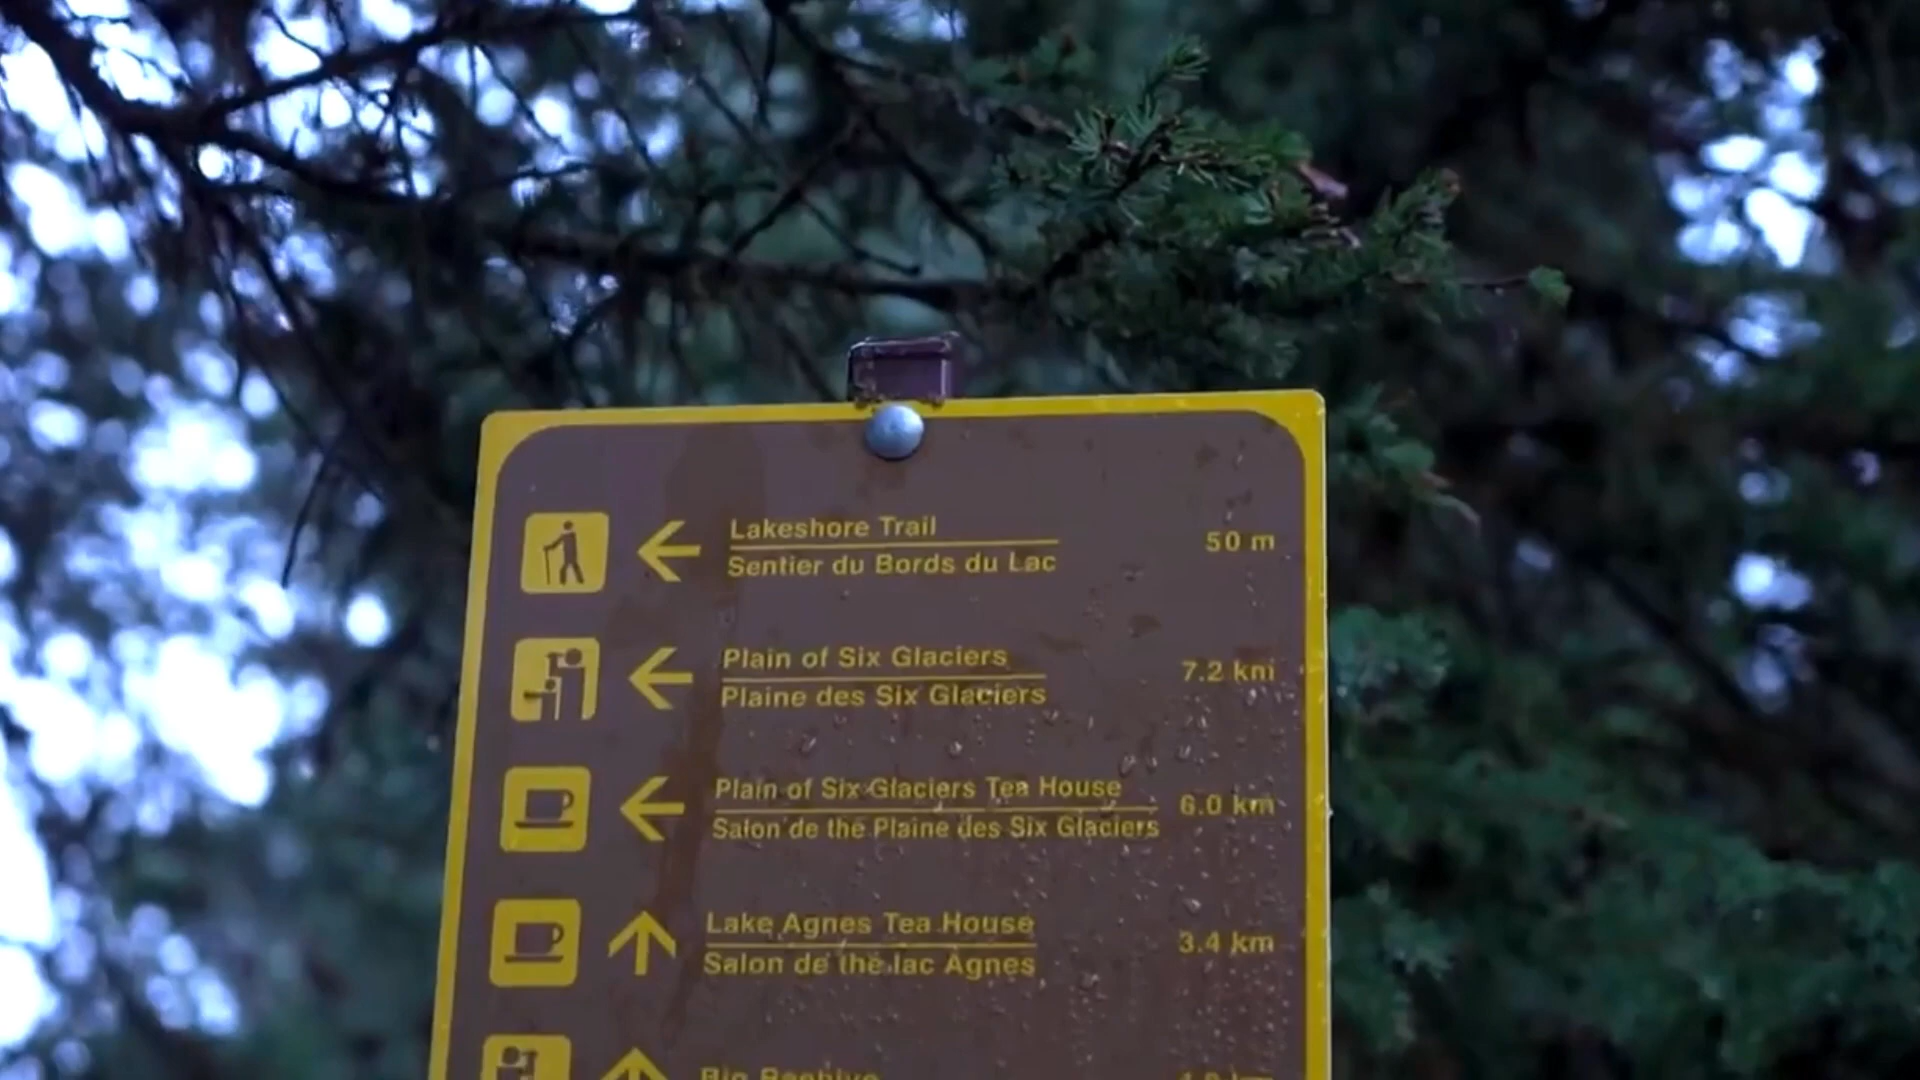 Lakeshore Trail
Sentier du Bords du Lac
50 m
Plain of Six Glaciers
Plaine des Six Glaciers
7.2 km
Plain of Six Glaciers Tea House
Salon de the Plaine des Six Glaciers
6.0 km
Lake Agnes Tea House
Salon de the lac Agnes
3.4 km
Big Beehive